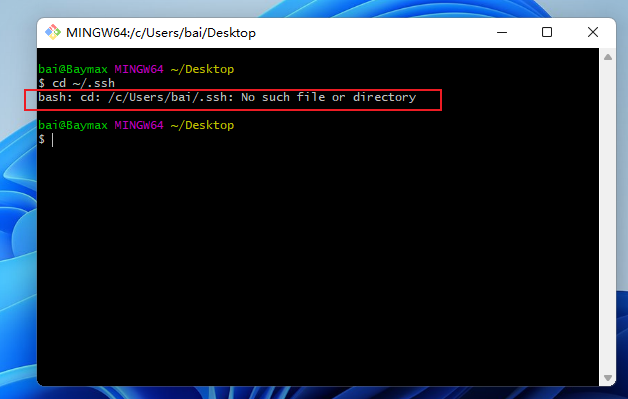 MINGW64:/c/Users/bai/Desktop
bai@Baymax MINGW64 ~/Desktop
$ cd ~/.ssh
bash: cd: /c/Users/bai/.ssh: No such file or directory
bai@Baymax MINGW64 ~/Desktop
$